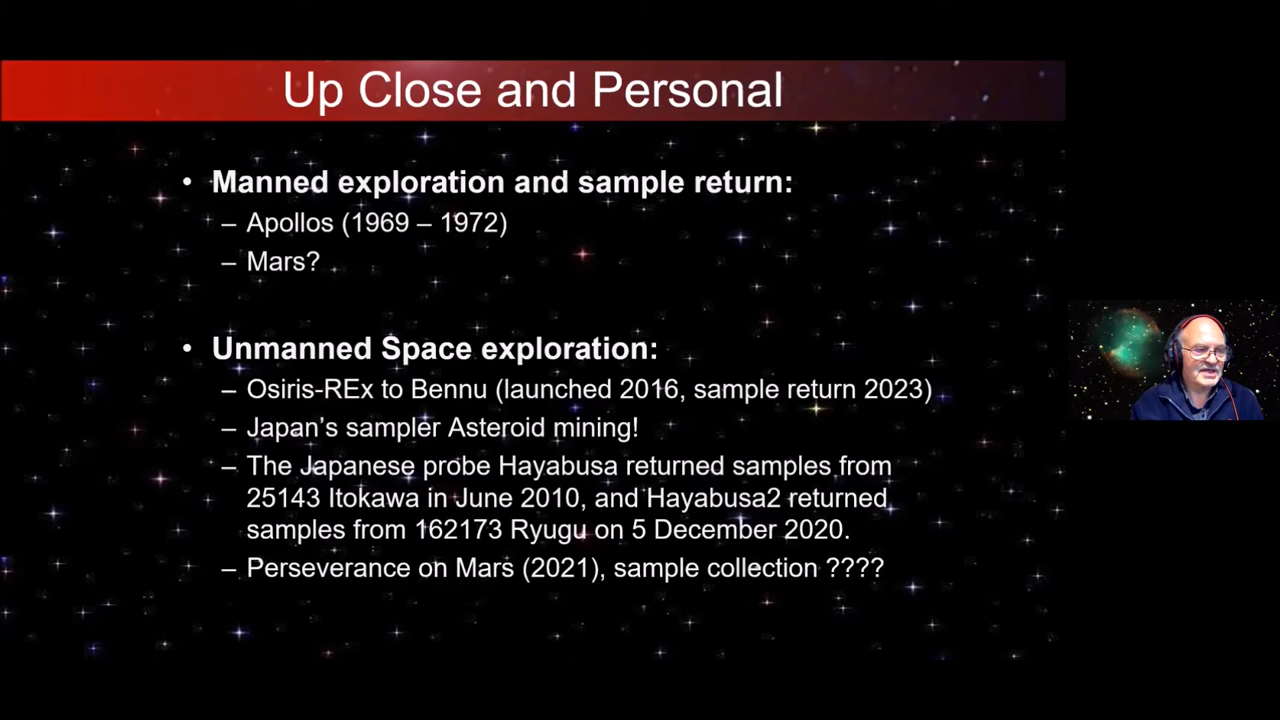 Up Close and Personal
• Manned exploration and sample return:
– Apollos (1969 – 1972)
– Mars?
• Unmanned Space exploration:
– Osiris-REx to Bennu (launched 2016, sample return 2023)
– Japan's sampler Asteroid mining!
– The Japanese probe Hayabusa returned samples from
25143 Itokawa in June 2010, and Hayabusa2 returned
samples from 162173 Ryugu on 5 December 2020.
– Perseverance on Mars (2021), sample collection ????